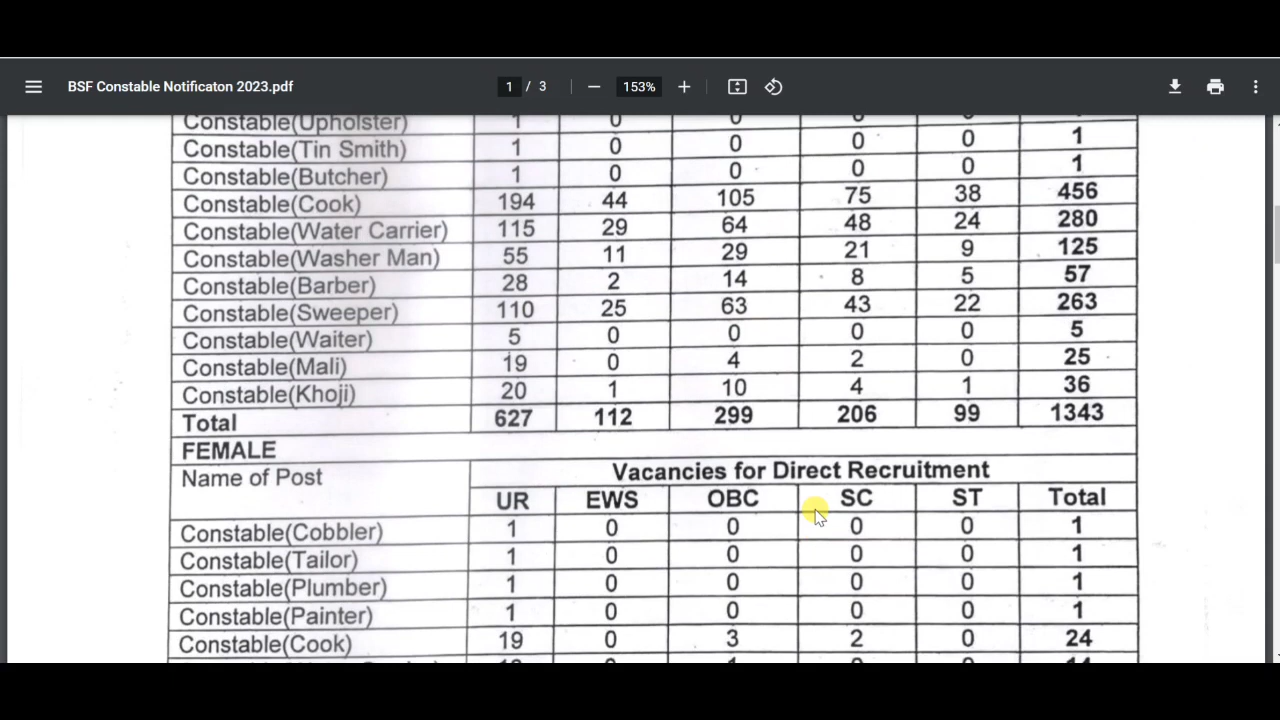 BSF Constable Notificaton 2023.pdf 1 / 3 153%
Constable(Upholster) 1 0 0 0 0 1
Constable(Tin Smith) 1 0 0 0 0 1
Constable(Butcher) 1 0 0 0 0 1
Constable(Cook) 194 44 105 75 38 456
Constable(Water Carrier) 115 29 64 48 24 280
Constable(Washer Man) 55 11 29 21 9 125
Constable(Barber) 28 2 14 8 5 57
Constable(Sweeper) 110 25 63 43 22 263
Constable(Waiter) 5 0 0 0 0 5
Constable(Mali) 19 0 4 2 0 25
Constable(Khoji) 20 1 10 4 1 36
Total 627 112 299 206 99 1343
FEMALE
Name of Post Vacancies for Direct Recruitment
UR EWS OBC SC ST Total
Constable(Cobbler) 1 0 0 0 0 1
Constable(Tailor) 1 0 0 0 0 1
Constable(Plumber) 1 0 0 0 0 1
Constable(Painter) 1 0 0 0 0 1
Constable(Cook) 19 0 3 2 0 24